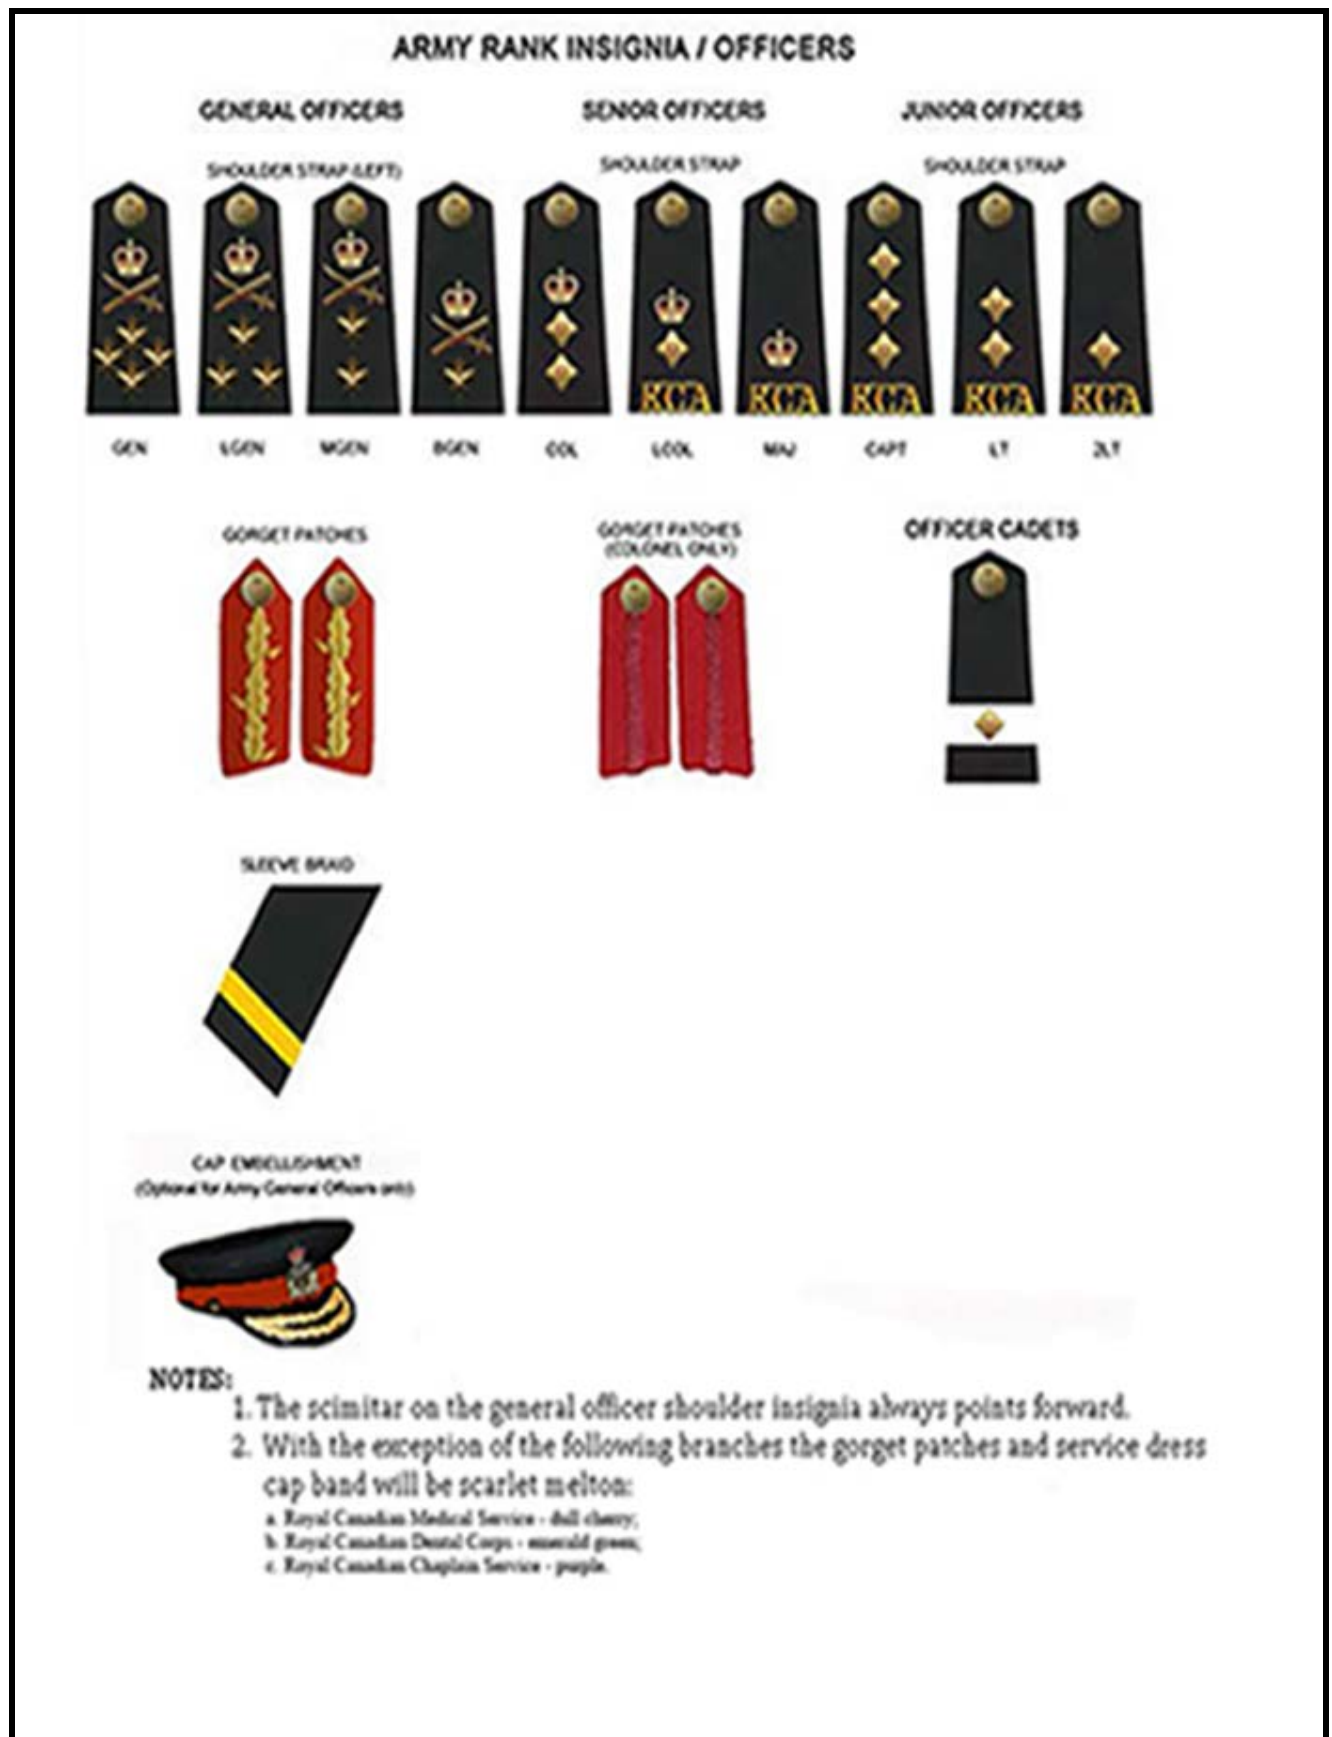 ARMY RANK INSIGNIA / OFFICERS
GENERAL OFFICERS
SENIOR OFFICERS
JUNIOR OFFICERS
SHOULDER STRAP (LEFT)
SHOULDER STRAP
SHOULDER STRAP
RCA RCA RCA RCA RCA
GEN LGEN MGEN BGEN COL LCOL MAJ CAPT LT 2LT
GORGET PATCHES
GORGET PATCHES
(COLONEL ONLY)
OFFICER CADETS
SLEEVE BRAID
CAP EMBELLISHMENT
(Optional for Army General Officers only)
NOTES:
1. The scimitar on the general officer shoulder insignia always points forward.
2. With the exception of the following branches the gorget patches and service dress
cap band will be scarlet melton:
a. Royal Canadian Medical Service - dull cherry;
b. Royal Canadian Dental Corps - emerald green;
c. Royal Canadian Chaplain Service - purple.